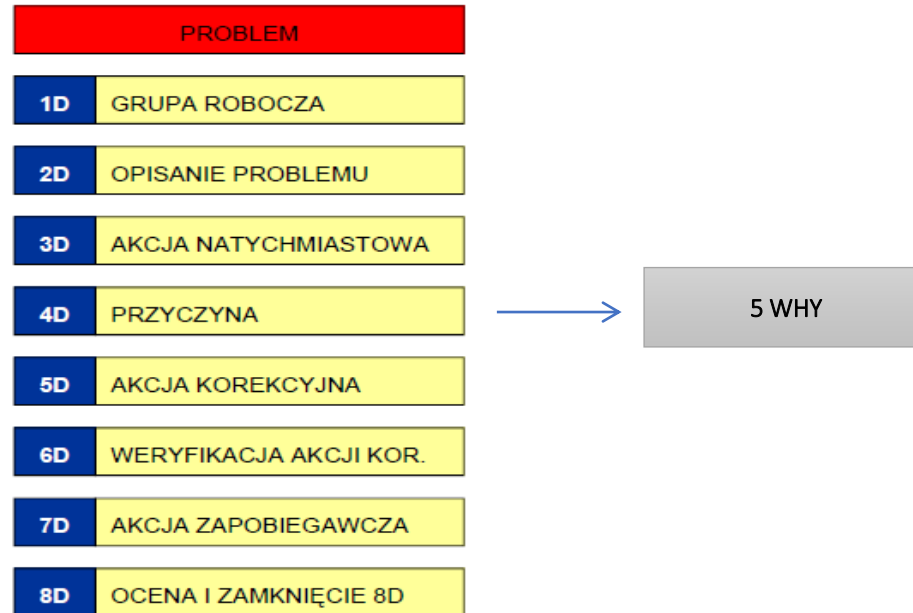 PROBLEM
1D GRUPA ROBOCZA
2D OPISANIE PROBLEMU
3D AKCJA NATYCHMIASTOWA
4D PRZYCZYNA 5 WHY
5D AKCJA KOREKCYJNA
6D WERYFIKACJA AKCJI KOR.
7D AKCJA ZAPOBIEGAWCZA
8D OCENA I ZAMKNIĘCIE 8D